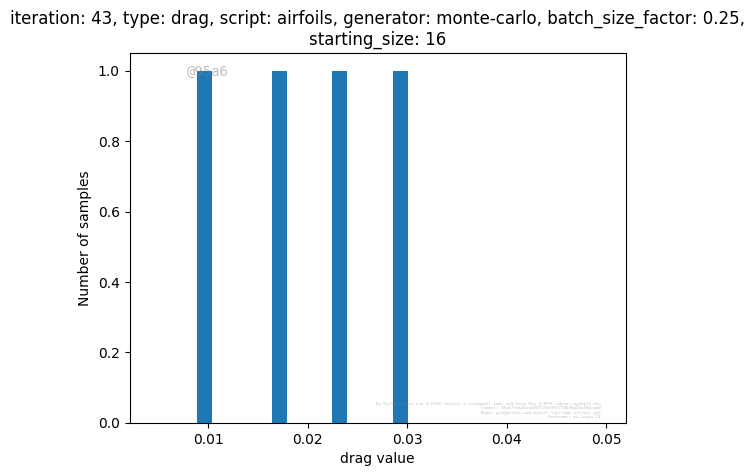 iteration: 43, type: drag, script: airfoils, generator: monte-carlo, batch_size_factor: 0.25,
starting_size: 16
@95a6
1.0
0.8
0.6
0.4
0.2
0.0
Number of samples
0.01
0.02
0.03
0.04
0.05
drag value